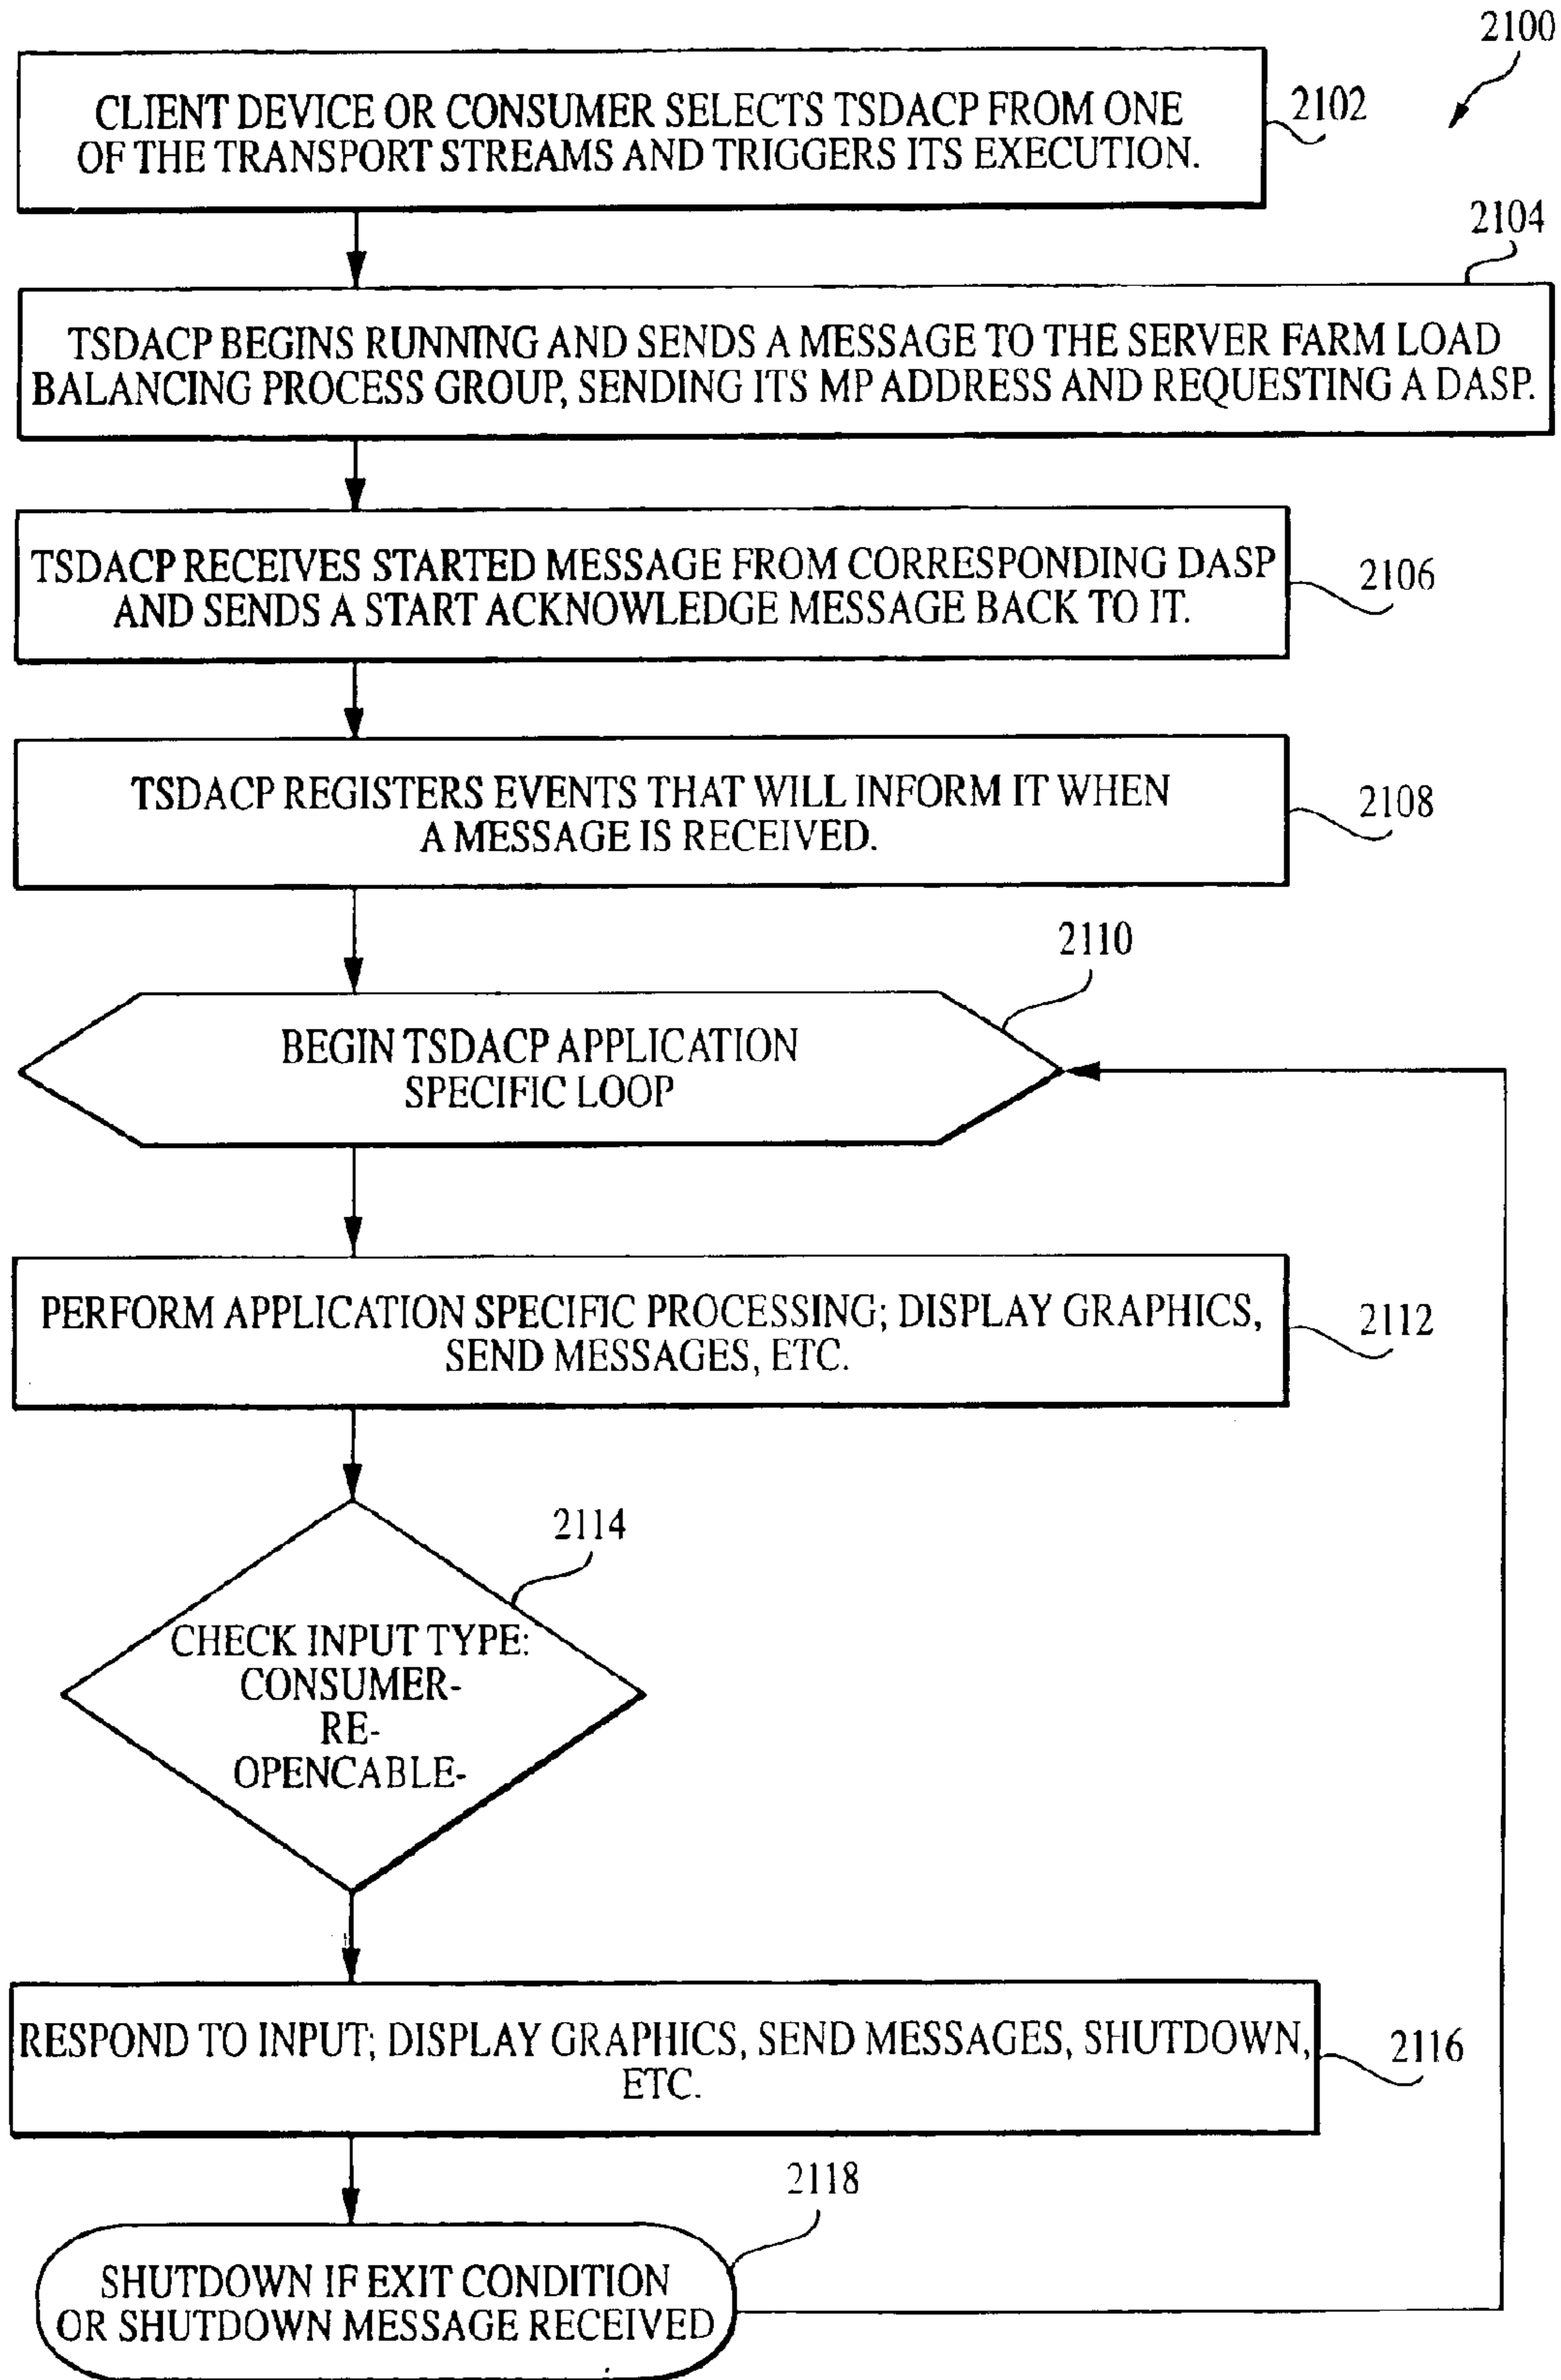 2100
CLIENT DEVICE OR CONSUMER SELECTS TSDACP FROM ONE
OF THE TRANSPORT STREAMS AND TRIGGERS ITS EXECUTION.
2102
2104
TSDACP BEGINS RUNNING AND SENDS A MESSAGE TO THE SERVER FARM LOAD
BALANCING PROCESS GROUP, SENDING ITS MP ADDRESS AND REQUESTING A DASP.
TSDACP RECEIVES STARTED MESSAGE FROM CORRESPONDING DASP
AND SENDS A START ACKNOWLEDGE MESSAGE BACK TO IT.
2106
TSDACP REGISTERS EVENTS THAT WILL INFORM IT WHEN
A MESSAGE IS RECEIVED.
2108
2110
BEGIN TSDACP APPLICATION
SPECIFIC LOOP
PERFORM APPLICATION SPECIFIC PROCESSING; DISPLAY GRAPHICS,
SEND MESSAGES, ETC.
2112
2114
CHECK INPUT TYPE:
CONSUMER-
RE-
OPENCABLE-
RESPOND TO INPUT; DISPLAY GRAPHICS, SEND MESSAGES, SHUTDOWN,
ETC.
2116
2118
SHUTDOWN IF EXIT CONDITION
OR SHUTDOWN MESSAGE RECEIVED